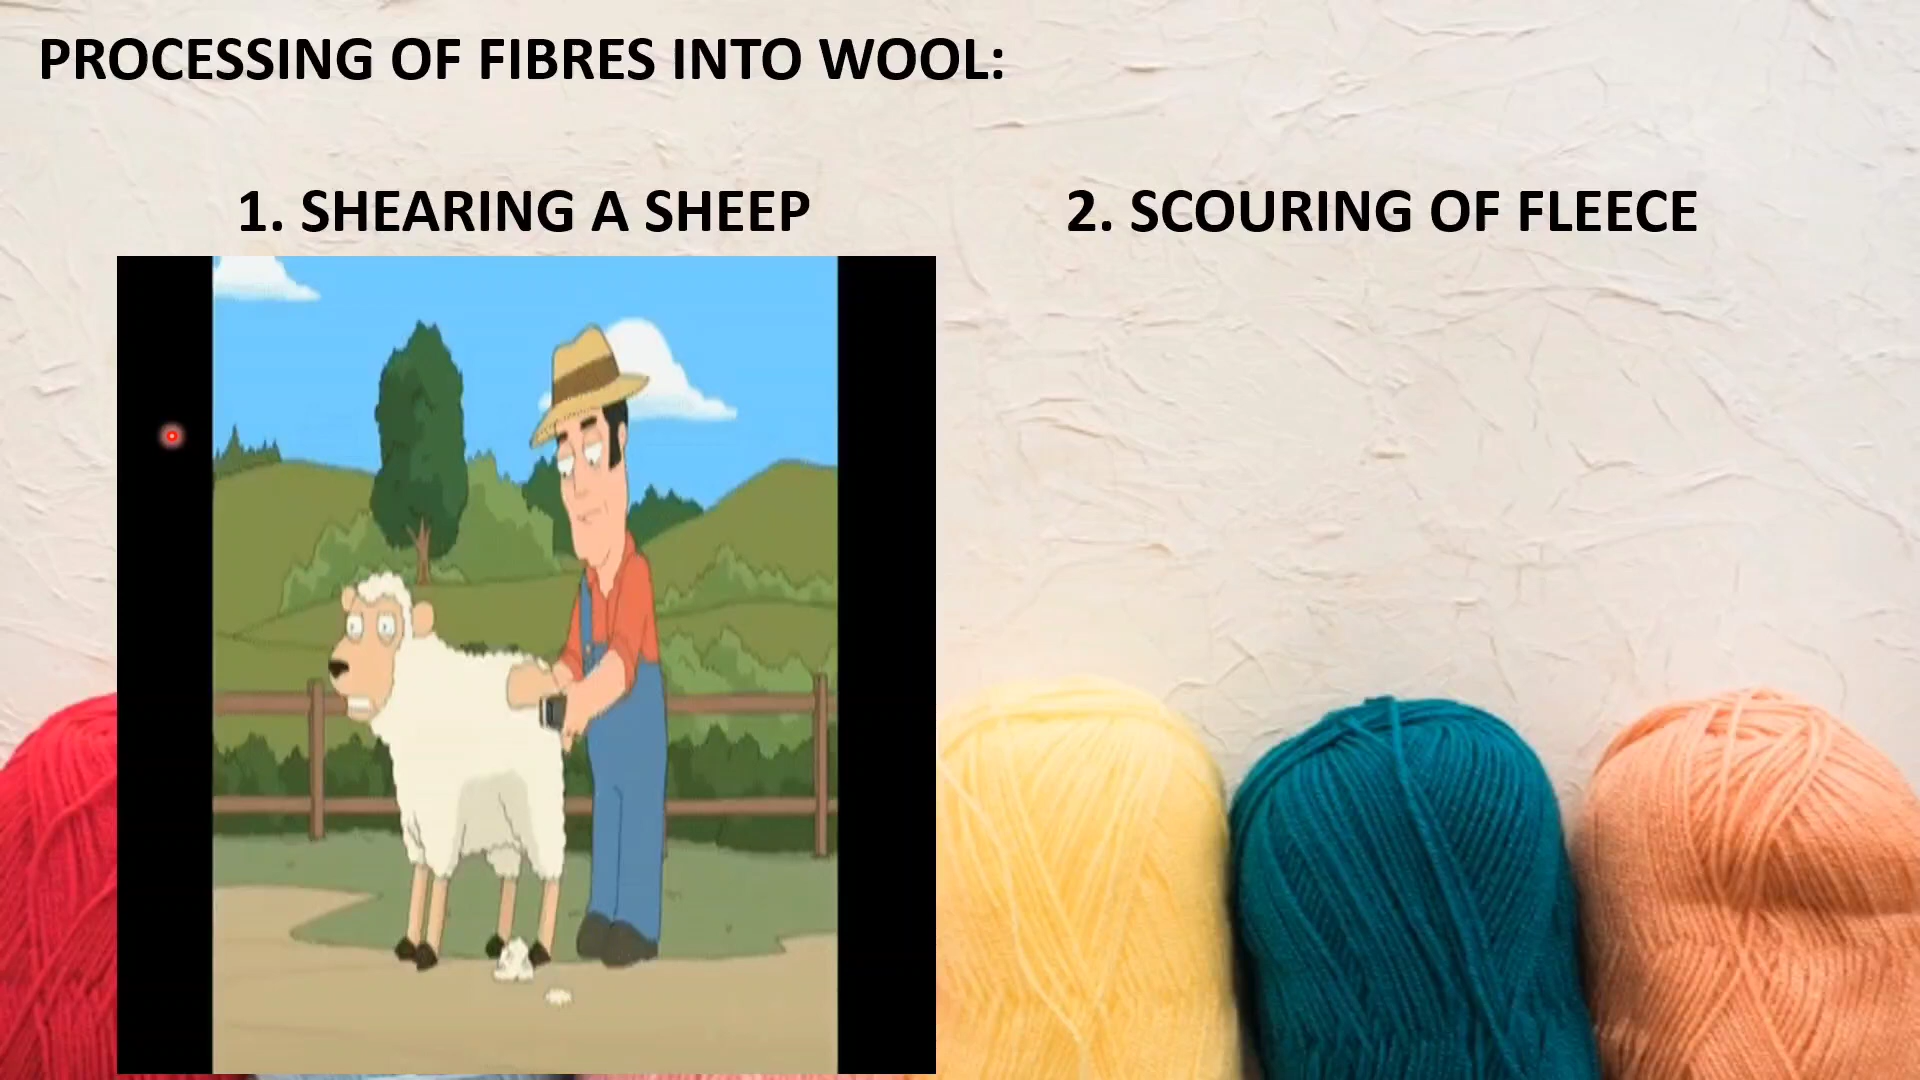 PROCESSING OF FIBRES INTO WOOL:
1. SHEARING A SHEEP
2. SCOURING OF FLEECE